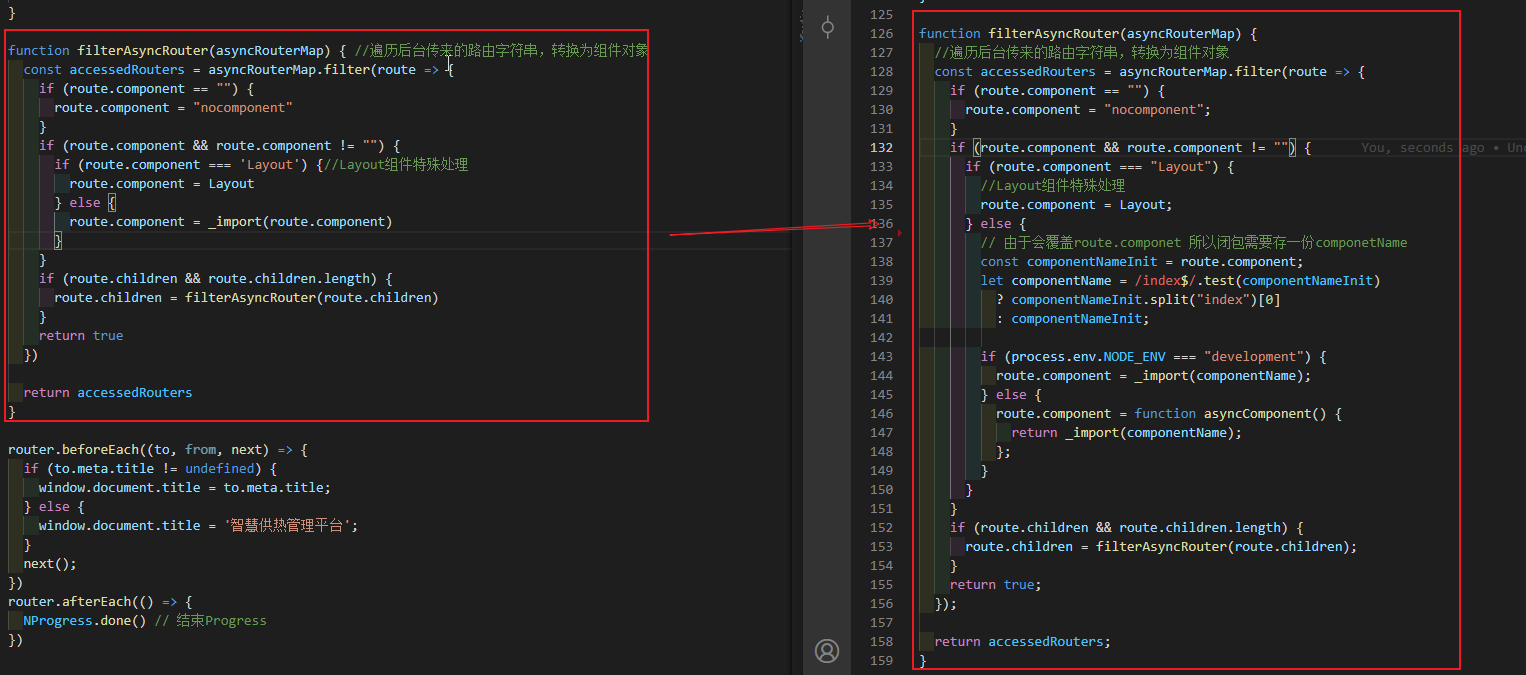 }
function filterAsyncRouter(asyncRouterMap) { //遍历后台传来的路由字符串，转换为组件对象
const accessedRouters = asyncRouterMap.filter(route => {
if (route.component == "") {
route.component = "nocomponent"
}
if (route.component && route.component != "") {
if (route.component === 'Layout') {//Layout组件特殊处理
route.component = Layout
} else {
route.component = _import(route.component)
}
}
if (route.children && route.children.length) {
route.children = filterAsyncRouter(route.children)
}
return true
})
return accessedRouters
}
router.beforeEach((to, from, next) => {
if (to.meta.title != undefined) {
window.document.title = to.meta.title;
} else {
window.document.title = '智慧供热管理平台';
}
next();
})
router.afterEach(() => {
NProgress.done() // 结束Progress
})
125
126 function filterAsyncRouter(asyncRouterMap) {
127 //遍历后台传来的路由字符串，转换为组件对象
128 const accessedRouters = asyncRouterMap.filter(route => {
129 if (route.component == "") {
130 route.component = "nocomponent";
131 }
132 if (route.component && route.component != "") { You, seconds ago • Unc
133 if (route.component === "Layout") {
134 //Layout组件特殊处理
135 route.component = Layout;
136 } else {
137 // 由于会覆盖route.componet 所以闭包需要存一份componetName
138 const componentNameInit = route.component;
139 let componentName = /index$/.test(componentNameInit)
140 ? componentNameInit.split("index")[0]
141 : componentNameInit;
142
143 if (process.env.NODE_ENV === "development") {
144 route.component = _import(componentName);
145 } else {
146 route.component = function asyncComponent() {
147 return _import(componentName);
148 };
149 }
150 }
151 }
152 if (route.children && route.children.length) {
153 route.children = filterAsyncRouter(route.children);
154 }
155 return true;
156 });
157
158 return accessedRouters;
159 }